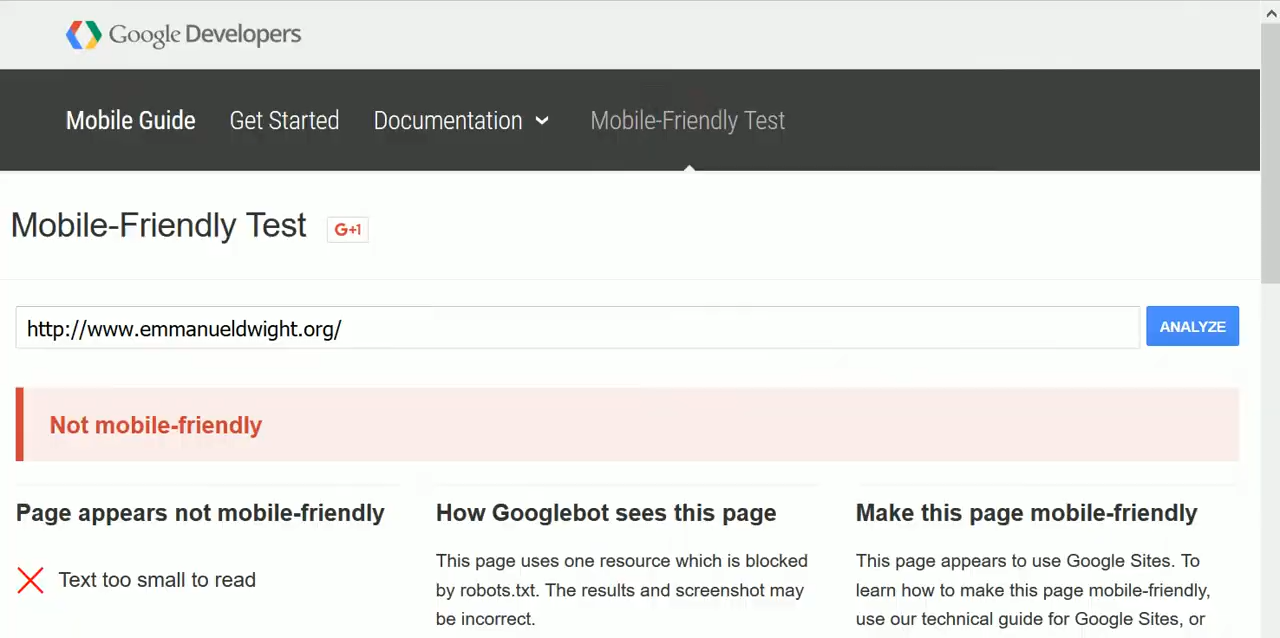 Google Developers
Mobile Guide Get Started Documentation Mobile-Friendly Test
Mobile-Friendly Test G+1
http://www.emmanueldwight.org/ ANALYZE
Not mobile-friendly
Page appears not mobile-friendly
Text too small to read
How Googlebot sees this page
This page uses one resource which is blocked
by robots.txt. The results and screenshot may
be incorrect.
Make this page mobile-friendly
This page appears to use Google Sites. To
learn how to make this page mobile-friendly,
use our technical guide for Google Sites, or